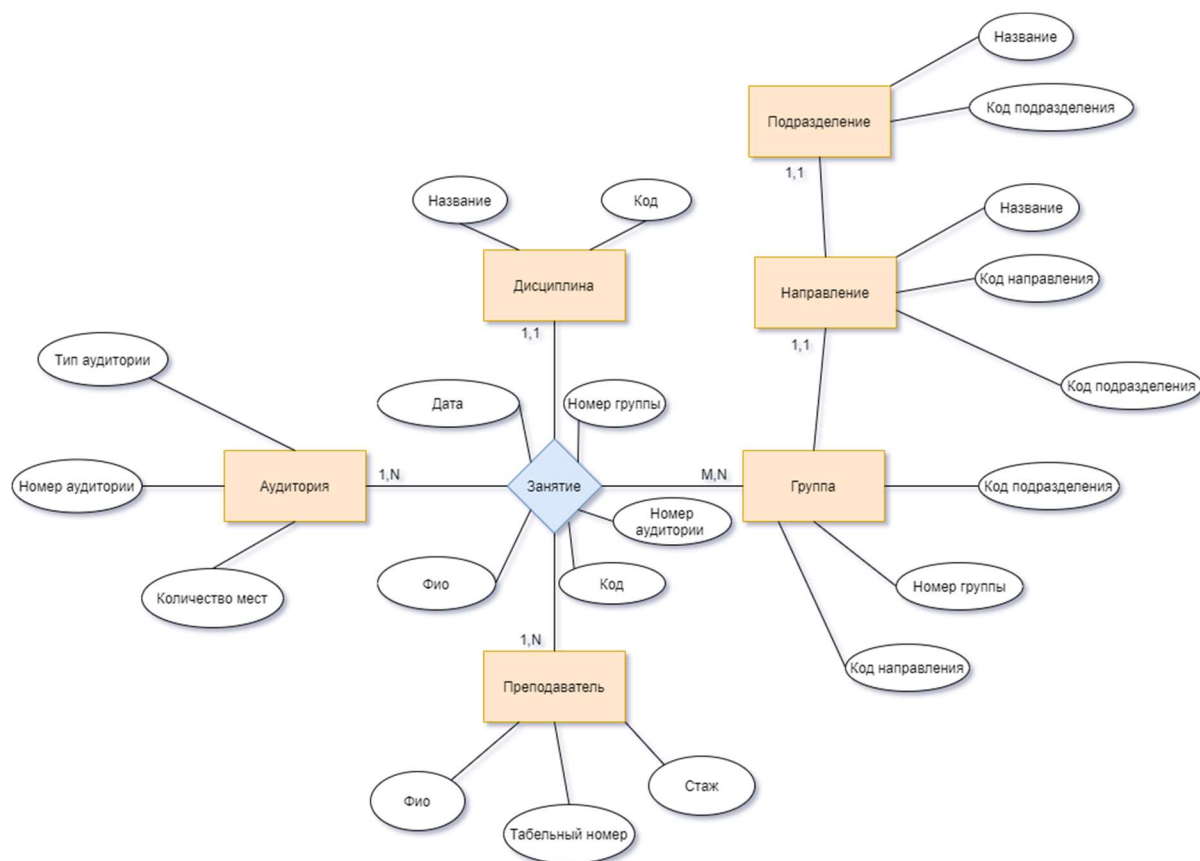 Название
Код подразделения
Подразделение
1,1
Название
Код
Название
Дисциплина
Направление
Код направления
1,1
1,1
Тип аудитории
Код подразделения
Дата
Номер группы
Номер аудитории
Аудитория
1,N
Занятие
M,N
Группа
Код подразделения
Номер
аудитории
Количество мест
Фио
Код
Номер группы
1,N
Код направления
Преподаватель
Фио
Табельный номер
Стаж